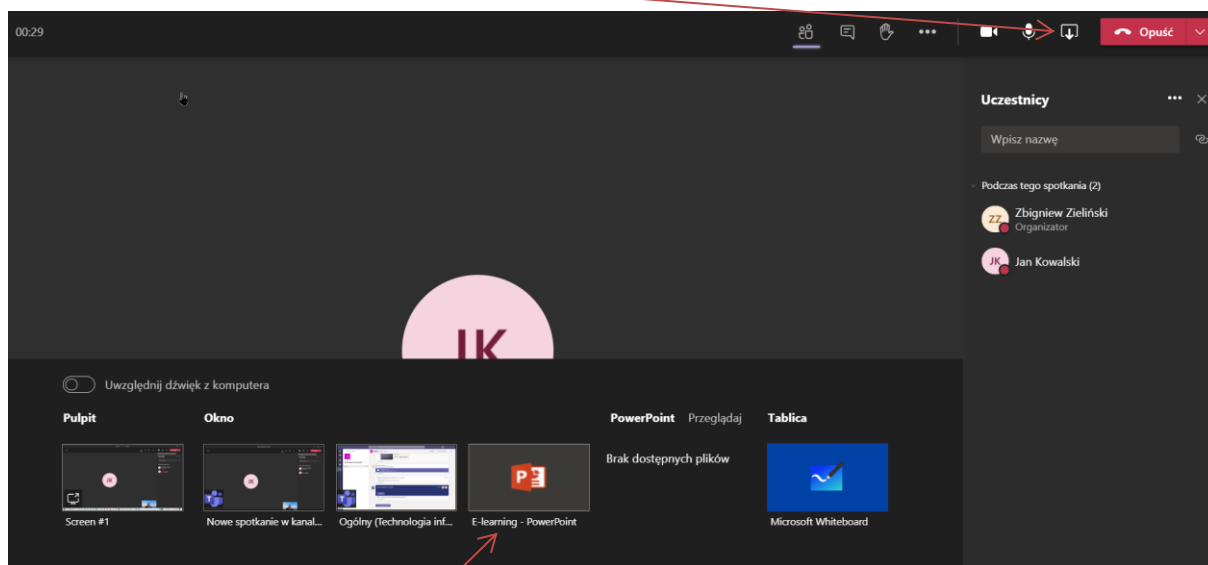 00:29
Opuść
Uczestnicy
Wpisz nazwę
Podczas tego spotkania (2)
ZZ
Zbigniew Zieliński
Organizator
JK
Jan Kowalski
JK
Uwzględnij dźwięk z komputera
Pulpit
Okno
PowerPoint
Przeglądaj
Tablica
Brak dostępnych plików
Screen #1
Nowe spotkanie w kanal...
Ogólny (Technologia inf...
E-learning - PowerPoint
Microsoft Whiteboard